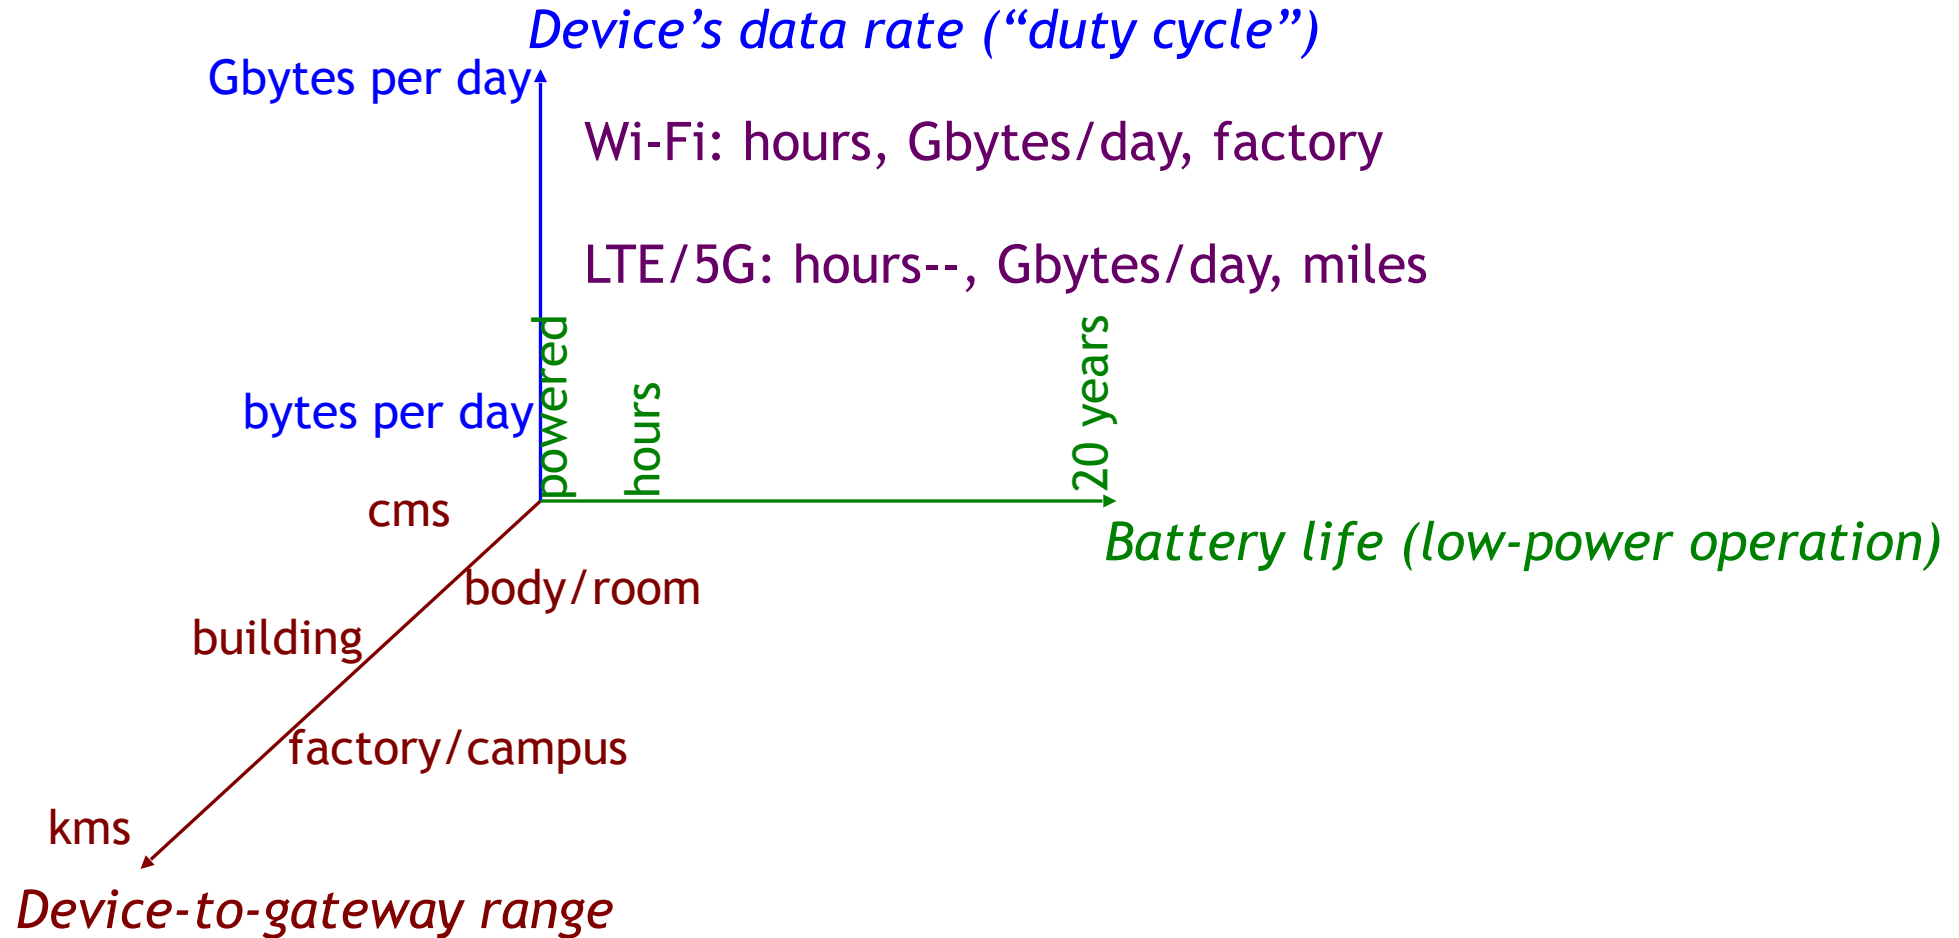 Device’s data rate (“duty cycle”)
Gbytes per day
Wi-Fi: hours, Gbytes/day, factory
LTE/5G: hours--, Gbytes/day, miles
powered
hours
20 years
bytes per day
cms
Battery life (low-power operation)
body/room
building
factory/campus
kms
Device-to-gateway range